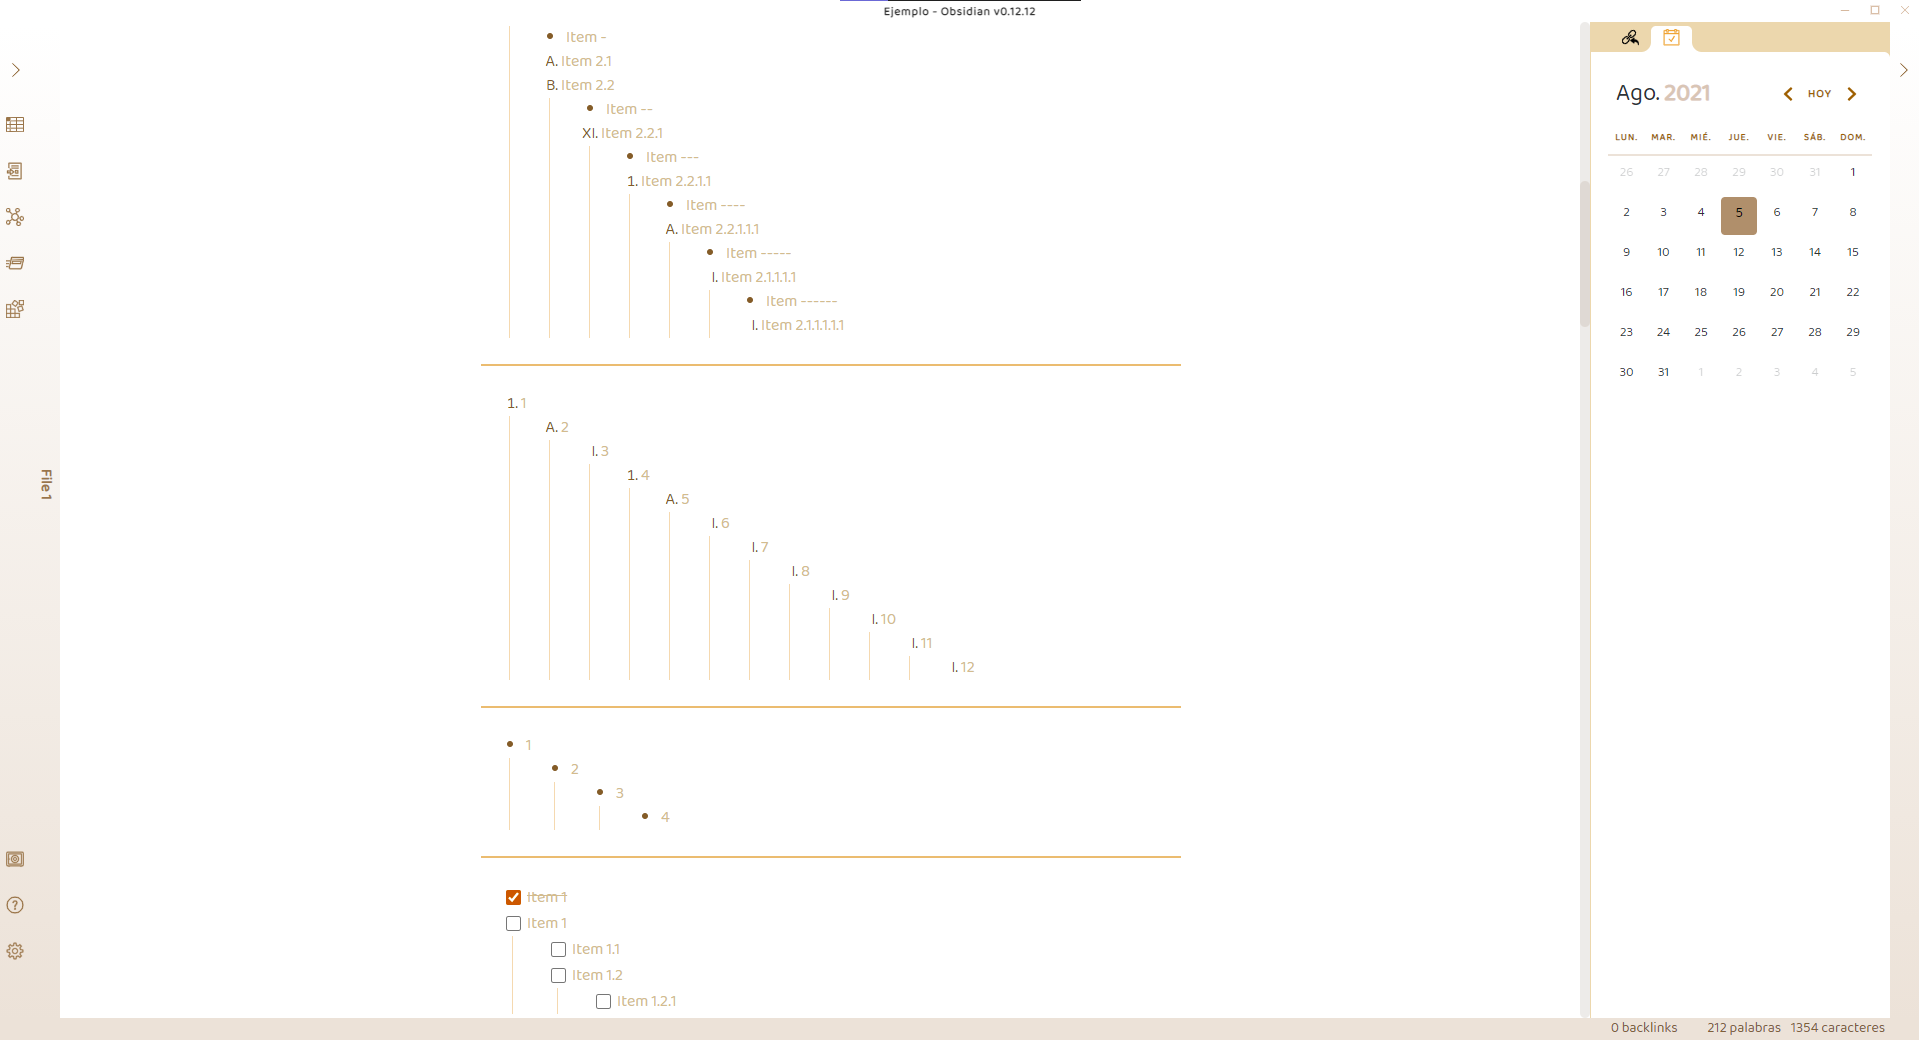 Ejemplo - Obsidian v0.12.12
File 1
Item -
A. Item 2.1
B. Item 2.2
Item --
XI. Item 2.2.1
Item ---
1. Item 2.2.1.1
Item ----
A. Item 2.2.1.1.1
Item -----
I. Item 2.1.1.1.1
Item ------
I. Item 2.1.1.1.1.1
1. 1
A. 2
I. 3
1. 4
A. 5
I. 6
I. 7
I. 8
I. 9
I. 10
I. 11
I. 12
1
2
3
4
Item 1
Item 1
Item 1.1
Item 1.2
Item 1.2.1
Ago. 2021 HOY
LUN. MAR. MIÉ. JUE. VIE. SÁB. DOM.
26 27 28 29 30 31 1
2 3 4 5 6 7 8
9 10 11 12 13 14 15
16 17 18 19 20 21 22
23 24 25 26 27 28 29
30 31 1 2 3 4 5
0 backlinks 212 palabras 1354 caracteres